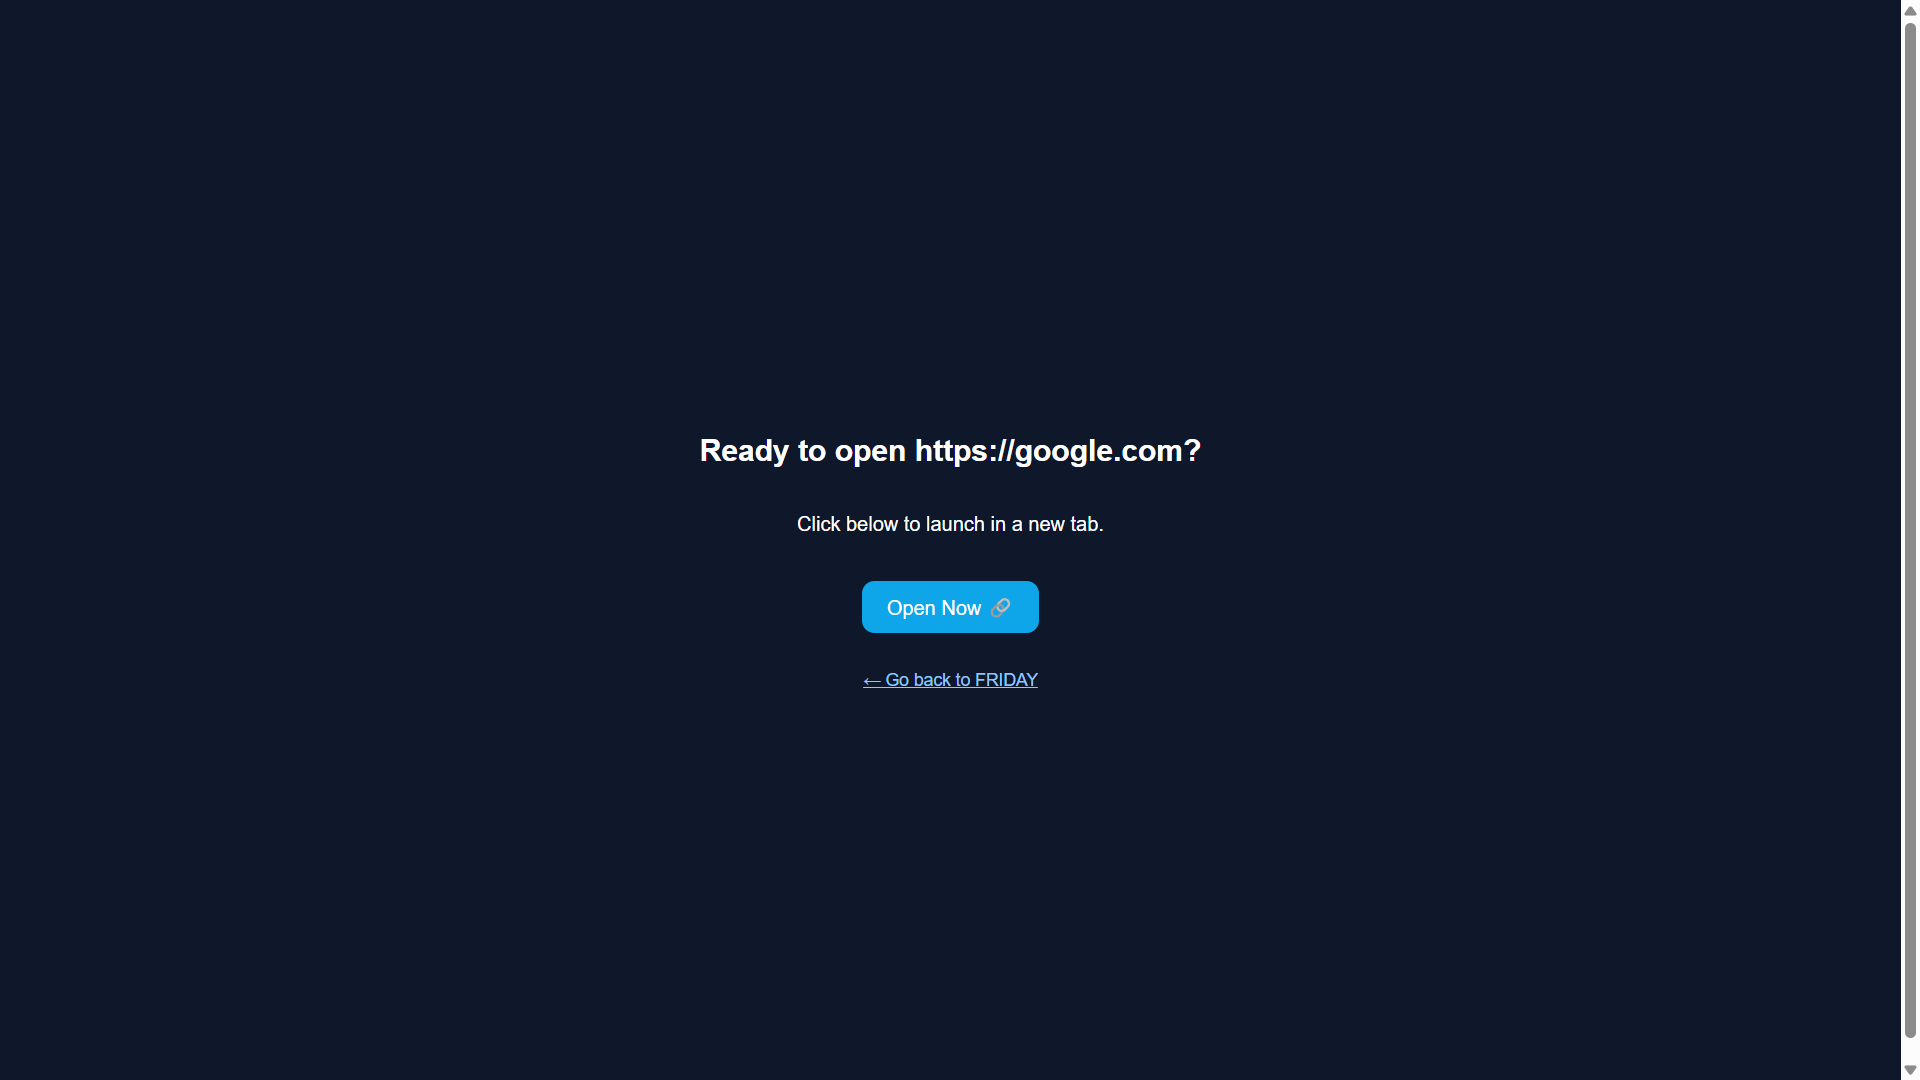 Ready to open https://google.com?
Click below to launch in a new tab.
Open Now 🔗
← Go back to FRIDAY